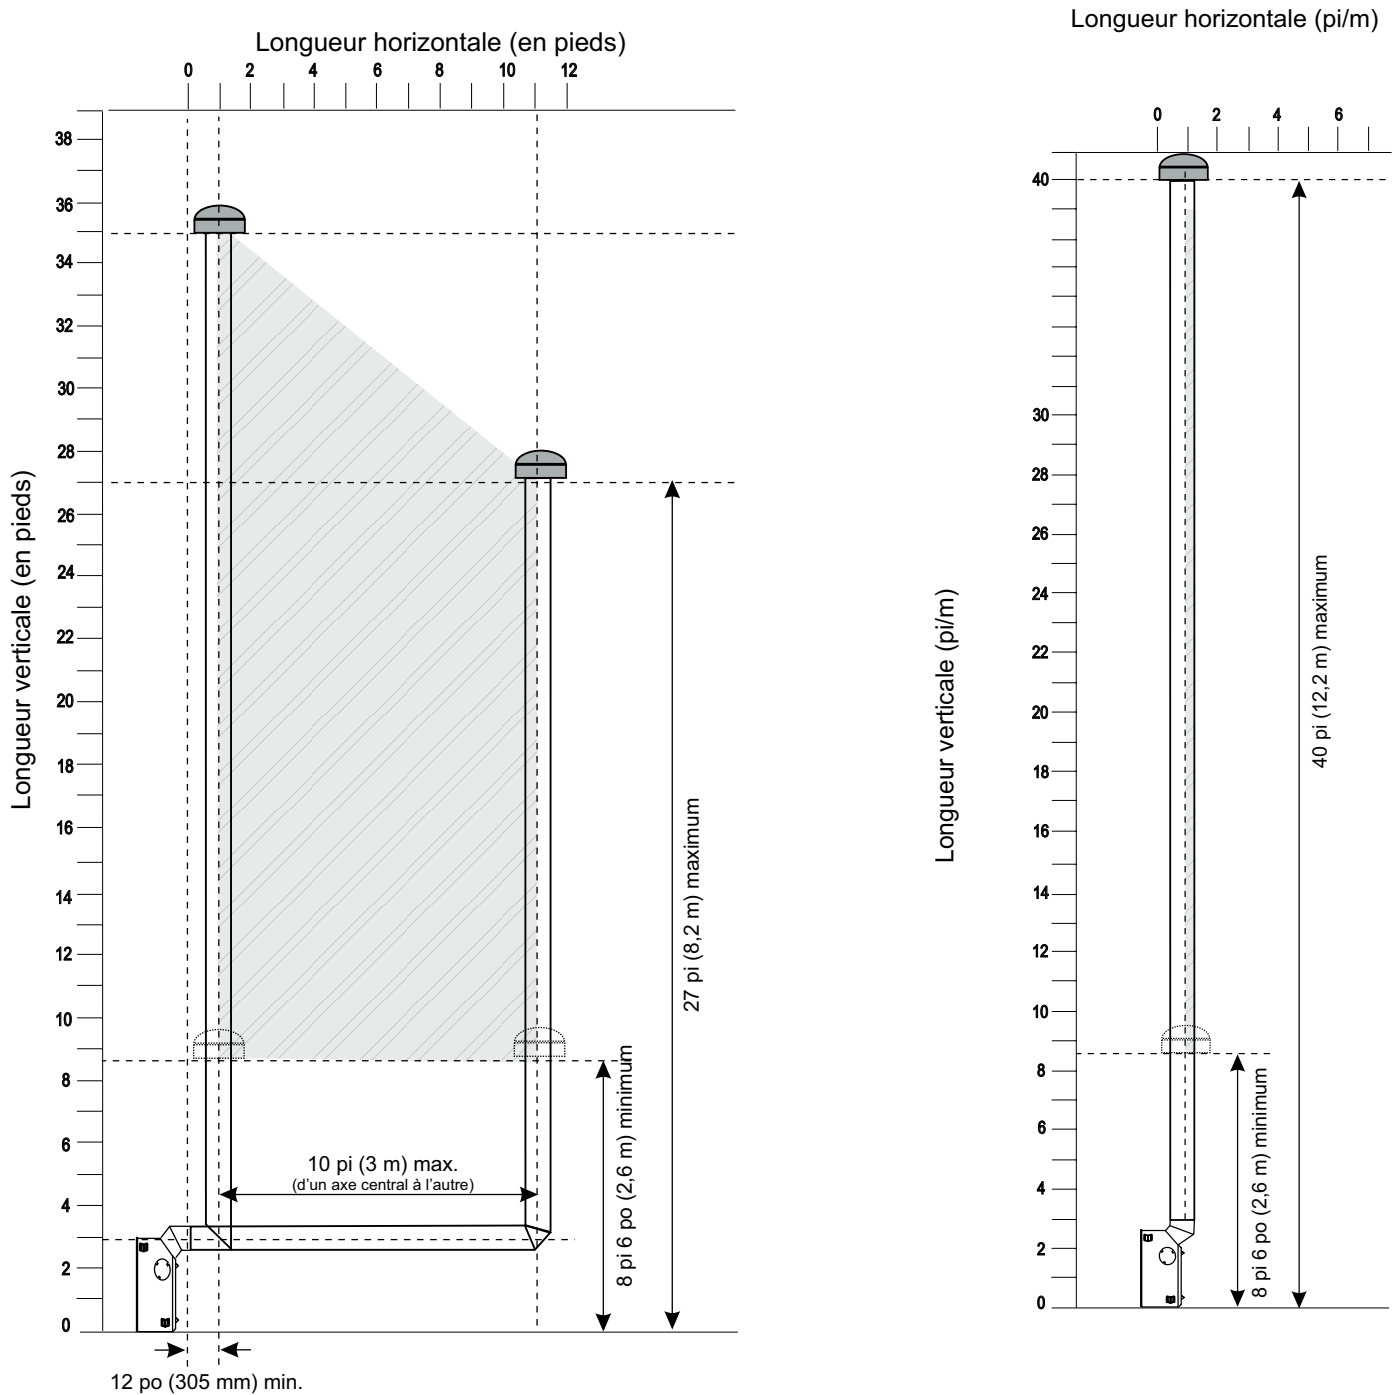 Longueur horizontale (en pieds)
0 2 4 6 8 10 12
Longueur verticale (en pieds)
38
36
34
32
30
28
26
24
22
20
18
16
14
12
10
8
6
4
2
0
27 pi (8,2 m) maximum
8 pi 6 po (2,6 m) minimum
10 pi (3 m) max.
(d'un axe central à l'autre)
12 po (305 mm) min.
Longueur horizontale (pi/m)
0 2 4 6
Longueur verticale (pi/m)
40
30
28
26
24
22
20
18
16
14
12
10
8
6
4
2
0
40 pi (12,2 m) maximum
8 pi 6 po (2,6 m) minimum